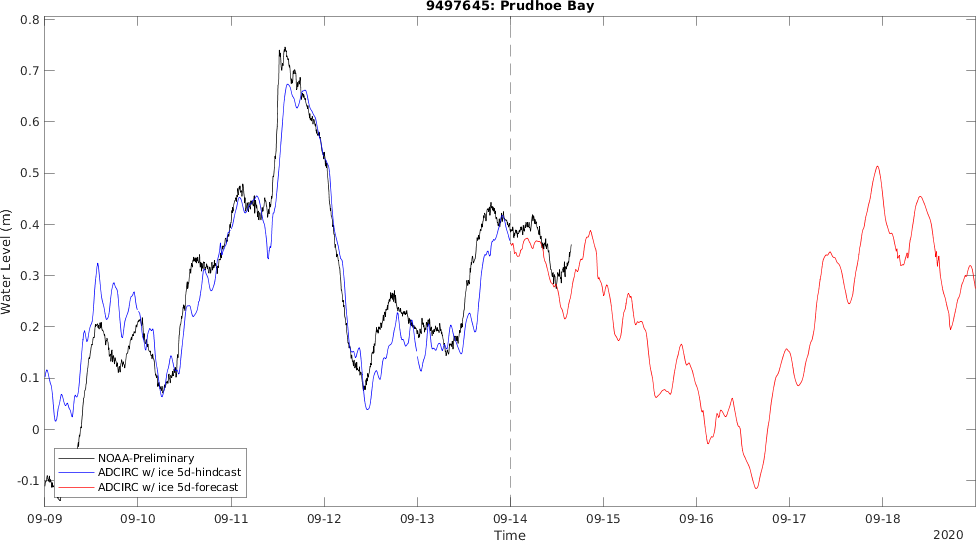 9497645: Prudhoe Bay
0.8
0.7
0.6
0.5
0.4
0.3
0.2
0.1
0
-0.1
Water Level (m)
NOAA-Preliminary
ADCIRC w/ ice 5d-hindcast
ADCIRC w/ ice 5d-forecast
09-09 09-10 09-11 09-12 09-13 09-14 09-15 09-16 09-17 09-18
Time
2020